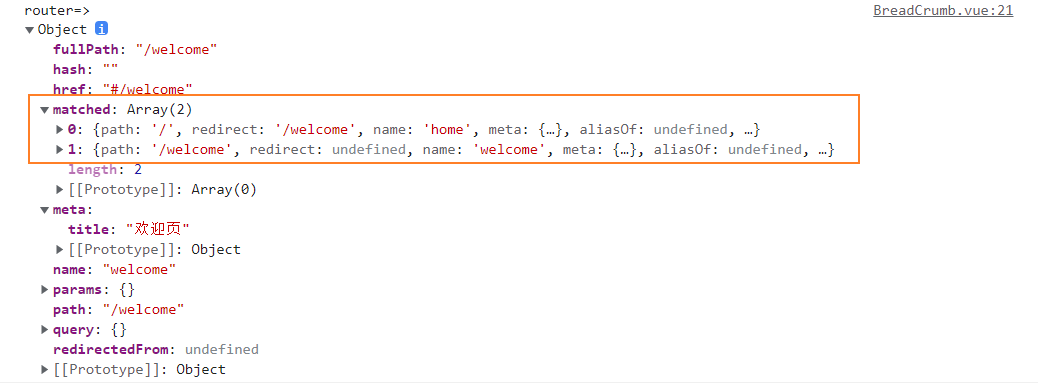 router=> BreadCrumb.vue:21
▼Object i
fullPath: "/welcome"
hash: ""
href: "#/welcome"
▼matched: Array(2)
▶0: {path: '/', redirect: '/welcome', name: 'home', meta: {…}, aliasOf: undefined, …}
▶1: {path: '/welcome', redirect: undefined, name: 'welcome', meta: {…}, aliasOf: undefined, …}
length: 2
▶[[Prototype]]: Array(0)
▼meta:
title: "欢迎页"
▶[[Prototype]]: Object
name: "welcome"
▶params: {}
path: "/welcome"
▶query: {}
redirectedFrom: undefined
▶[[Prototype]]: Object